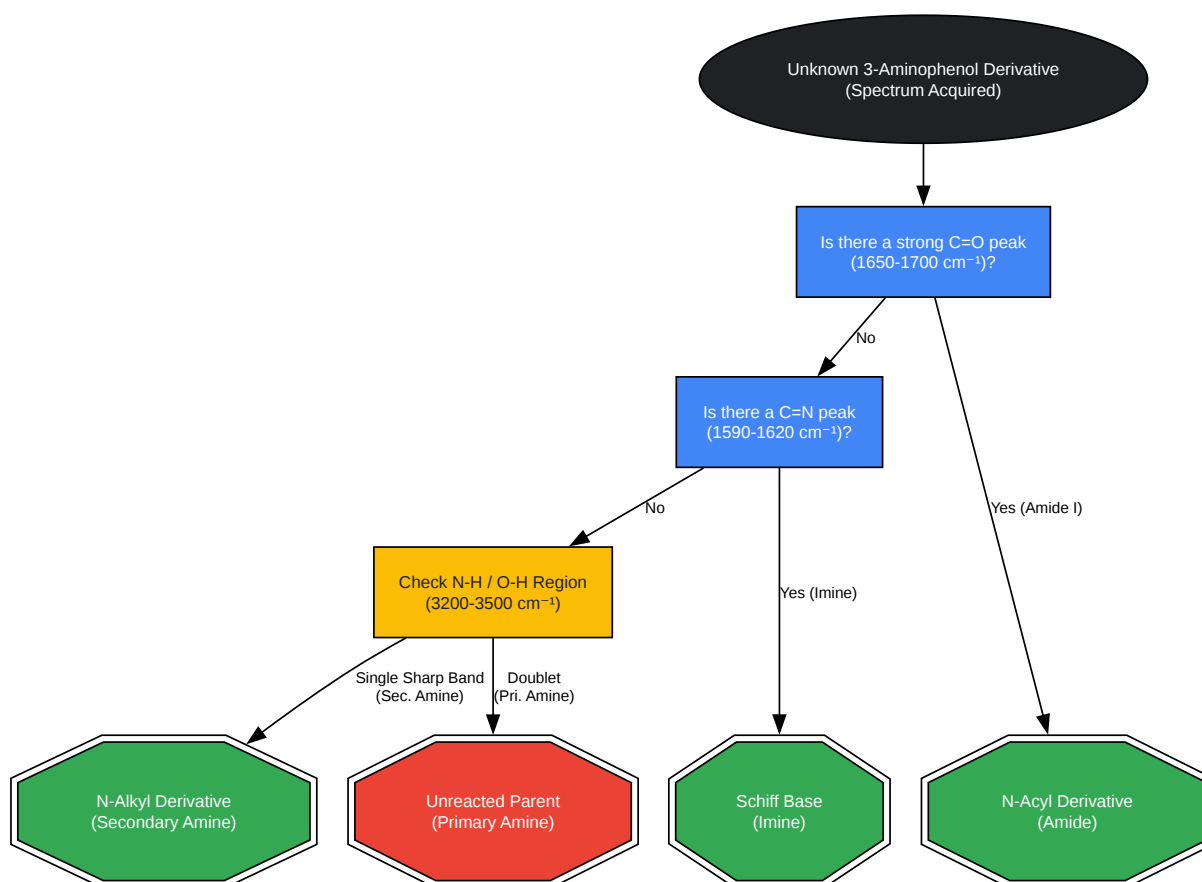 Unknown 3-Aminophenol Derivative
(Spectrum Acquired)
Is there a strong C=O peak
(1650-1700 cm⁻¹)?
No
Is there a C=N peak
(1590-1620 cm⁻¹)?
No
Yes (Amide I)
Check N-H / O-H Region
(3200-3500 cm⁻¹)
Yes (Imine)
Single Sharp Band
(Sec. Amine)
Doublet
(Pri. Amine)
N-Alkyl Derivative
(Secondary Amine)
Unreacted Parent
(Primary Amine)
Schiff Base
(Imine)
N-Acyl Derivative
(Amide)